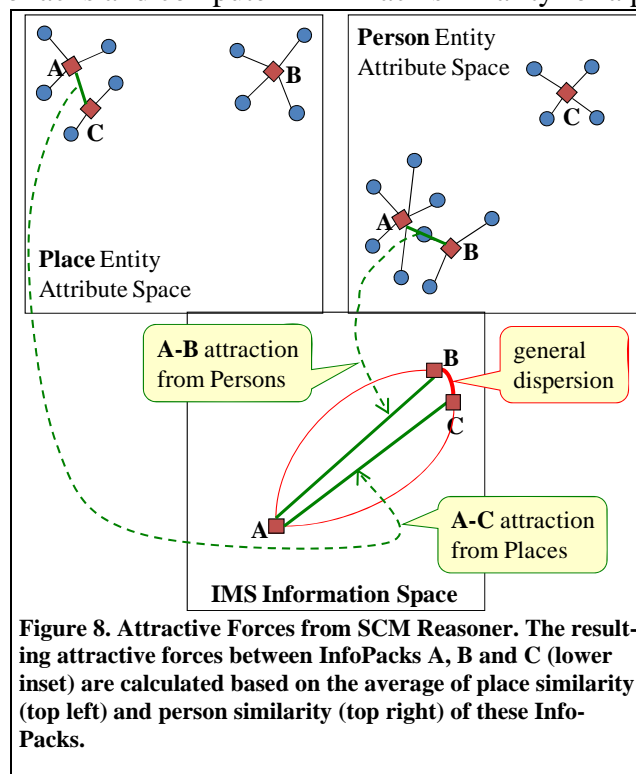 A
C
B
Place Entity
Attribute Space
Person Entity
Attribute Space
C
A
B
A-B attraction
from Persons
B
C
A
general
dispersion
A-C attraction
from Places
IMS Information Space
Figure 8. Attractive Forces from SCM Reasoner. The result-
ing attractive forces between InfoPacks A, B and C (lower
inset) are calculated based on the average of place similarity
(top left) and person similarity (top right) of these Info-
Packs.